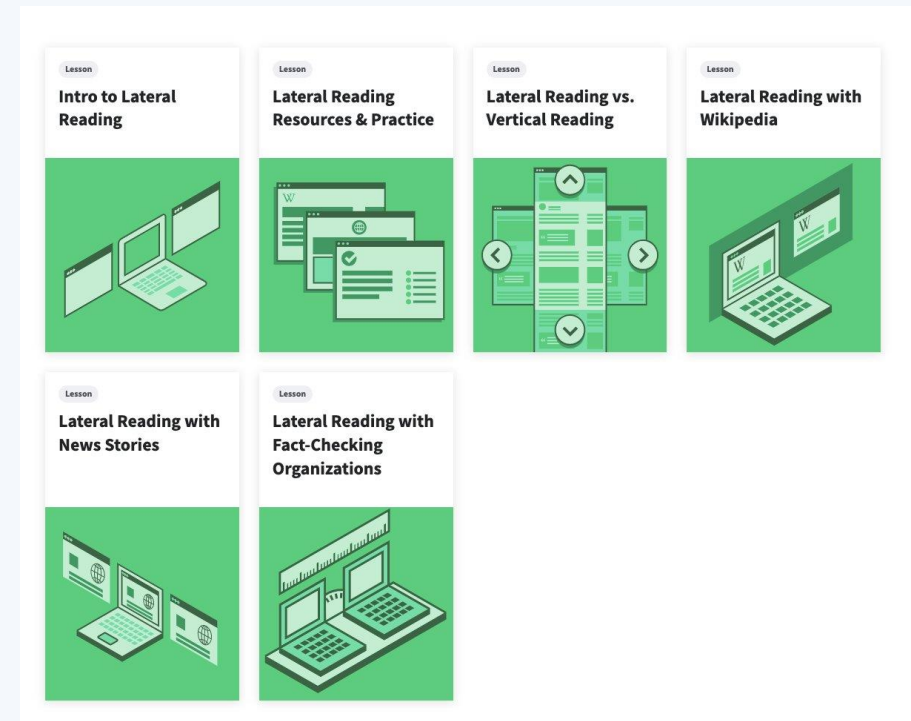 Lesson
Intro to Lateral
Reading
Lesson
Lateral Reading
Resources & Practice
Lesson
Lateral Reading vs.
Vertical Reading
Lesson
Lateral Reading with
Wikipedia
W
W
W
Lesson
Lateral Reading with
News Stories
Lesson
Lateral Reading with
Fact-Checking
Organizations